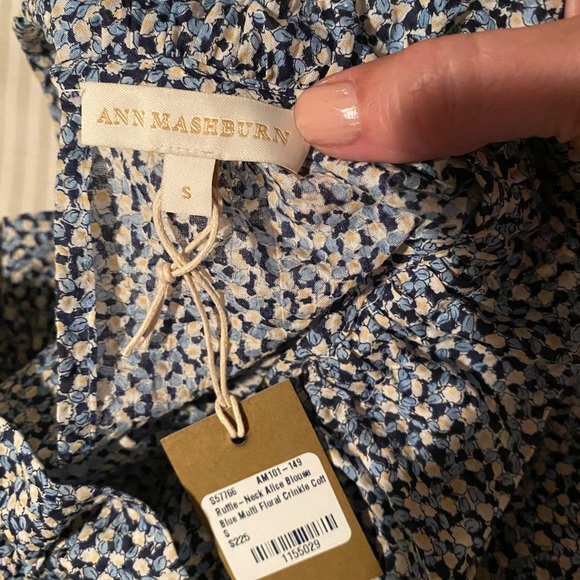 ANN MASHBURN
S
S57766 AM101-149
Ruffle-Neck Alice Blouse
Blue Multi Floral Crinkle Cott
S
$225
1155029